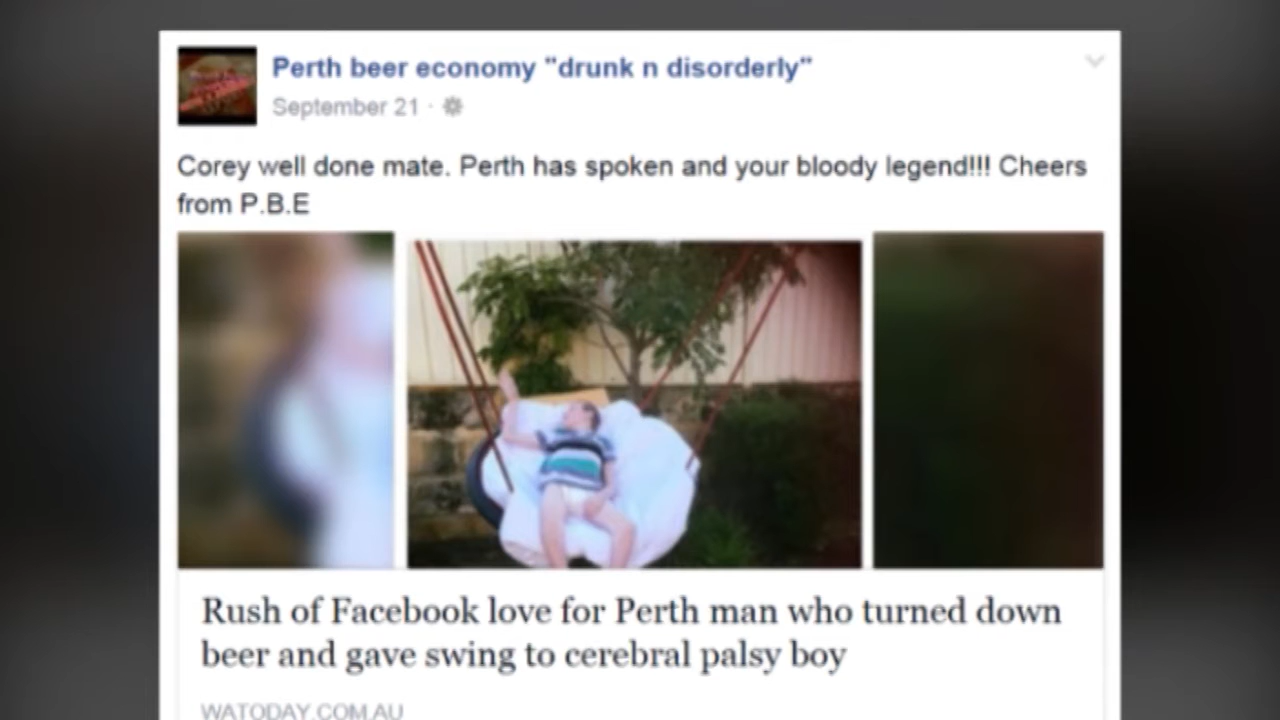 Perth beer economy "drunk n disorderly"
September 21 ·
Corey well done mate. Perth has spoken and your bloody legend!!! Cheers
from P.B.E
Rush of Facebook love for Perth man who turned down
beer and gave swing to cerebral palsy boy
WATODAY.COM.AU